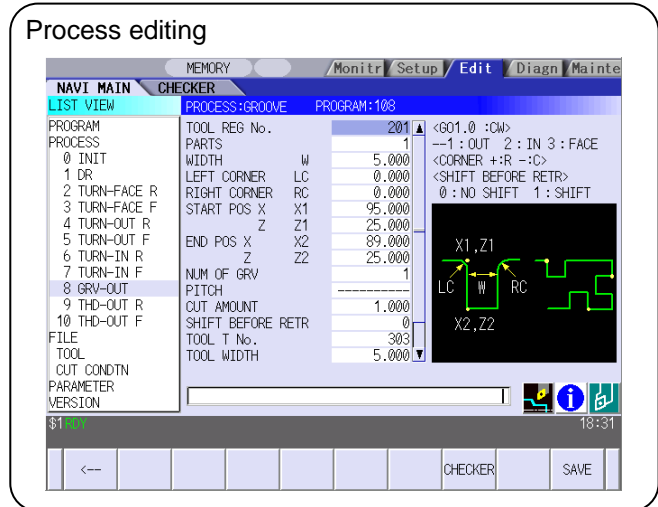 Process editing
MEMORY Monitr Setup Edit Diagn Mainte
NAVI MAIN CHECKER
LIST VIEW PROCESS:GROOVE PROGRAM:108
PROGRAM TOOL REG No. 201 <G01.0 :CW>
PROCESS PARTS 1 --1:OUT 2:IN 3:FACE
0 INIT WIDTH W 5.000 <CORNER +:R -:C>
1 DR LEFT CORNER LC 0.000 <SHIFT BEFORE RETR>
2 TURN-FACE R RIGHT CORNER RC 0.000 0:NO SHIFT 1:SHIFT
3 TURN-FACE F START POS X X1 95.000
4 TURN-OUT R Z Z1 25.000
5 TURN-OUT F END POS X X2 89.000 X1,Z1
6 TURN-IN R Z Z2 25.000
7 TURN-IN F NUM OF GRV 1
8 GRV-OUT PITCH ---------- LC W RC
9 THD-OUT R CUT AMOUNT 1.000
10 THD-OUT F SHIFT BEFORE RETR 0 X2,Z2
FILE TOOL T No. 303
TOOL TOOL WIDTH 5.000
CUT CONDTN
PARAMETER
VERSION
$1 RDY 18:31
<-- CHECKER SAVE